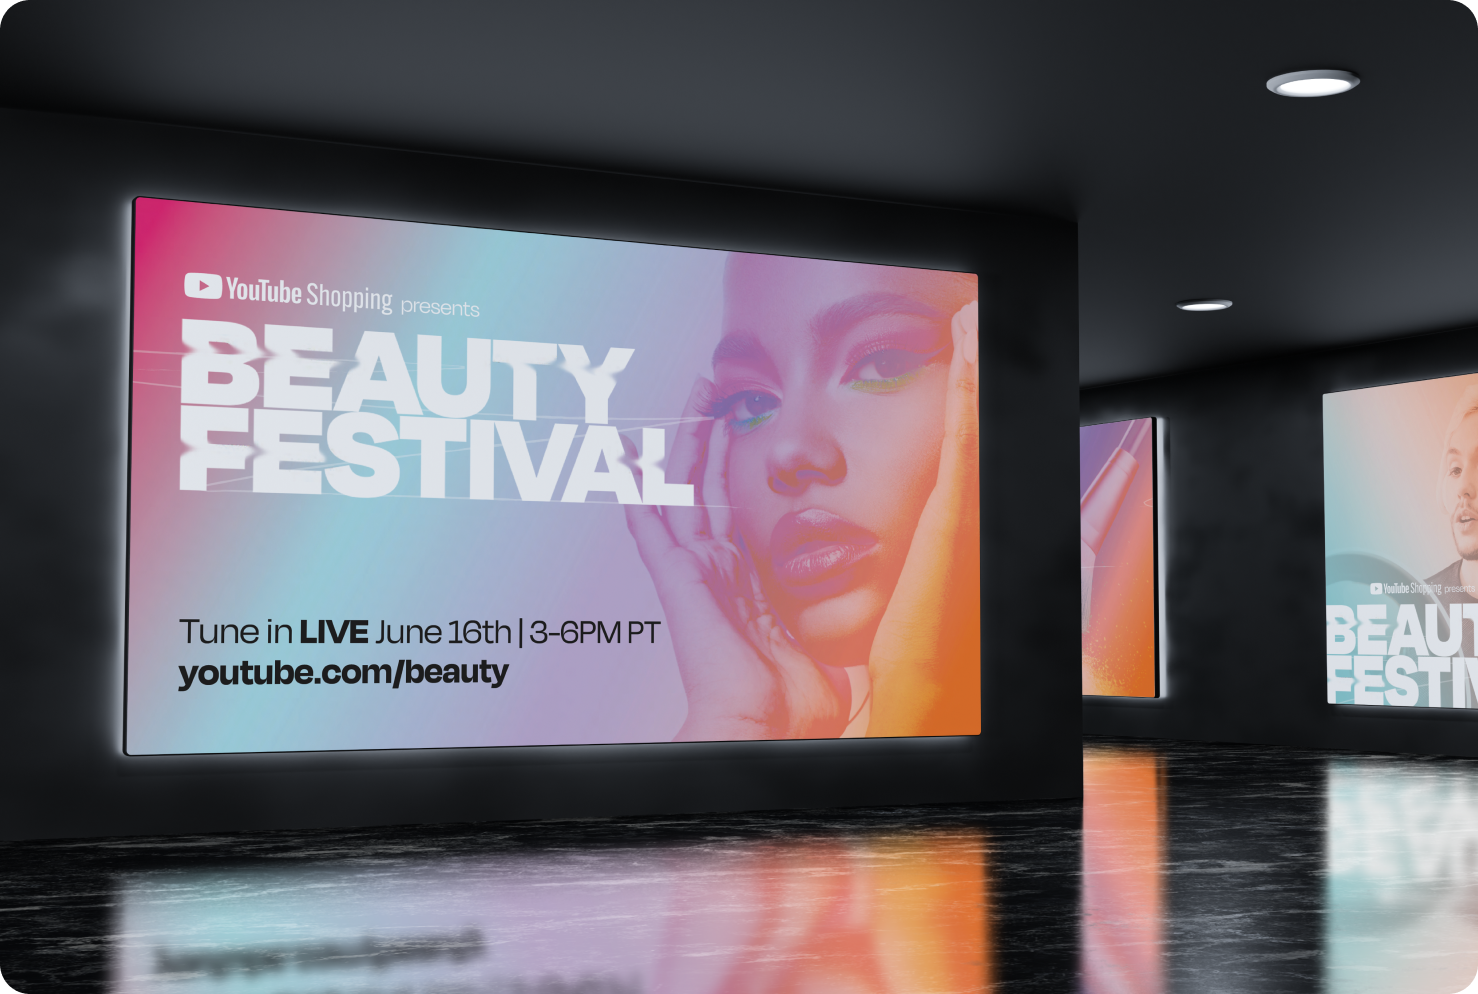 YouTube Shopping presents
BEAUTY
FESTIVAL
Tune in LIVE June 16th | 3-6PM PT
youtube.com/beauty
YouTube Shopping presents
BEAUT
FESTIV